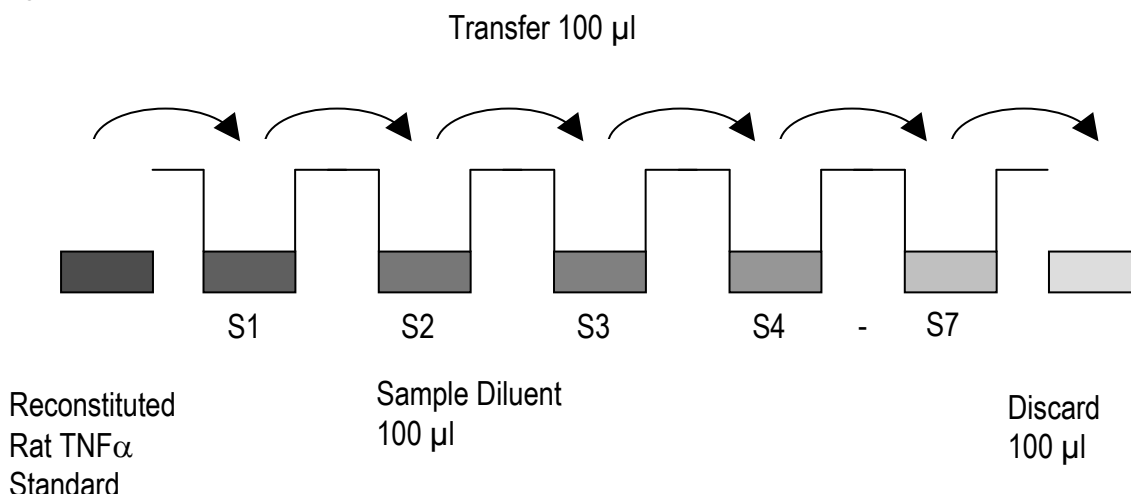 Transfer 100 µl
S1 S2 S3 S4 - S7
Reconstituted
Rat TNFα
Standard
Sample Diluent
100 µl
Discard
100 µl